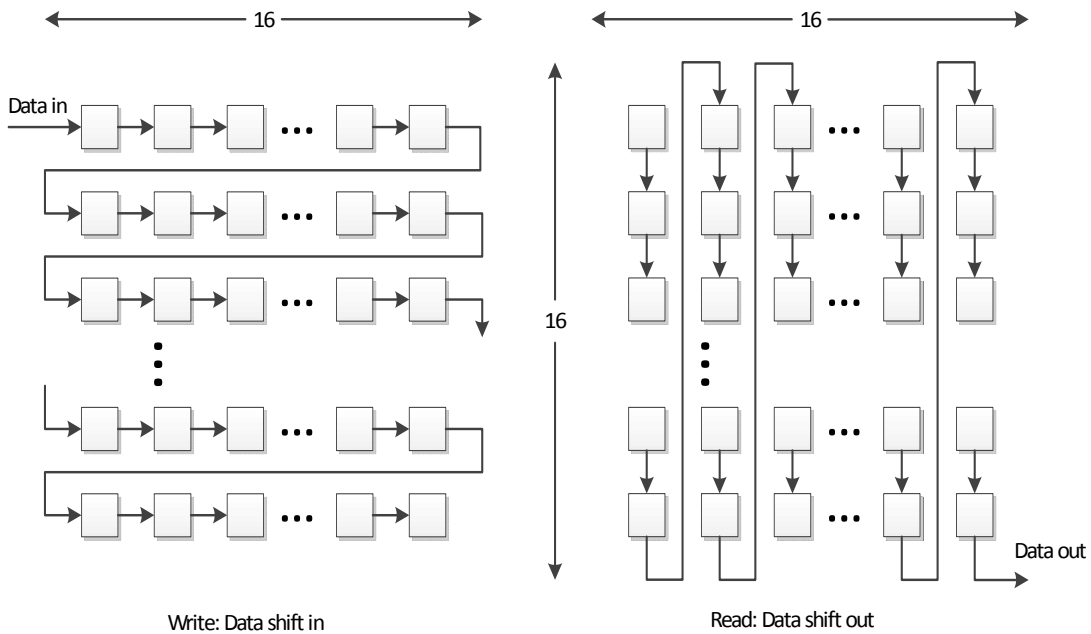 16
16
Data in
16
Data out
Write: Data shift in
Read: Data shift out